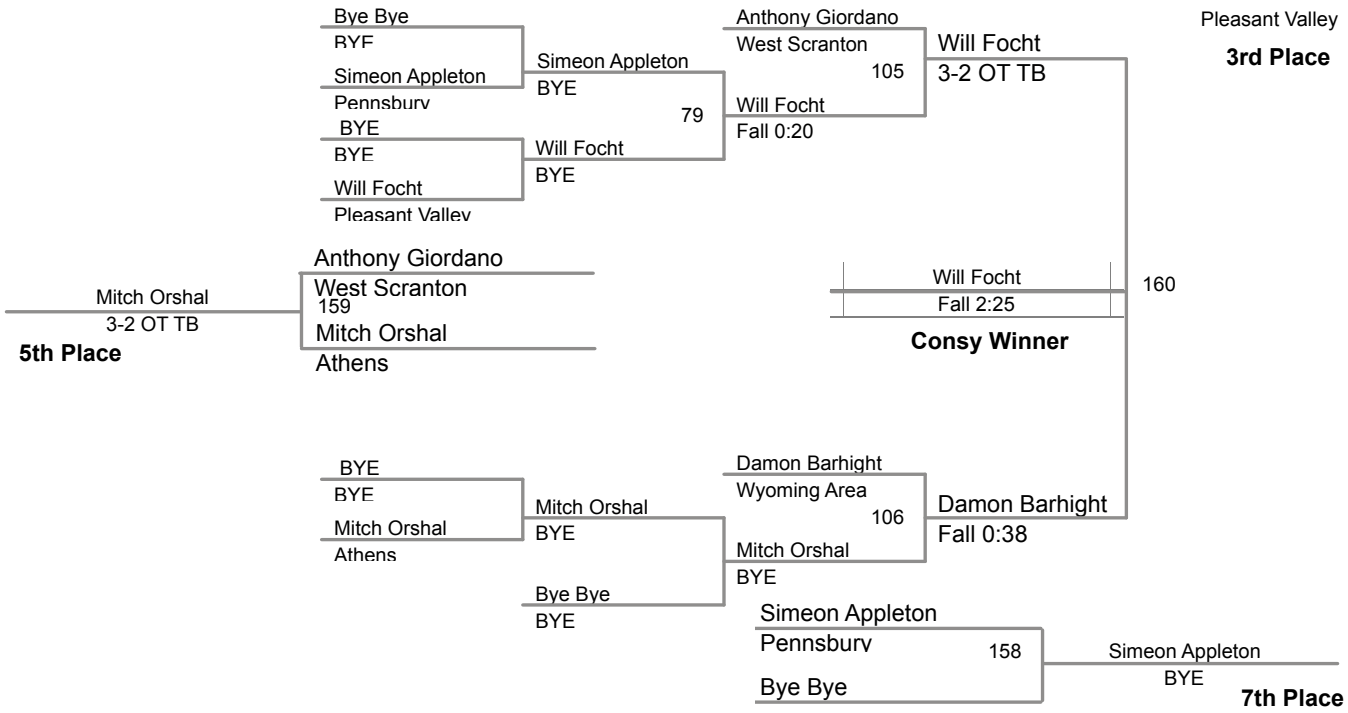 Bye Bye
BYE
Simeon Appleton
Pennsbury
BYE
BYE
Will Focht
Pleasant Valley
Simeon Appleton
BYE
79
Will Focht
BYE
Anthony Giordano
West Scranton
105
Will Focht
Fall 0:20
Will Focht
3-2 OT TB
Pleasant Valley
3rd Place
Mitch Orshal
3-2 OT TB
5th Place
Anthony Giordano
West Scranton
159
Mitch Orshal
Athens
Will Focht
Fall 2:25
Consy Winner
160
BYE
BYE
Mitch Orshal
Athens
Mitch Orshal
BYE
Bye Bye
BYE
Damon Barhight
Wyoming Area
106
Mitch Orshal
BYE
Damon Barhight
Fall 0:38
Simeon Appleton
Pennsbury
158
Bye Bye
Simeon Appleton
BYE
7th Place